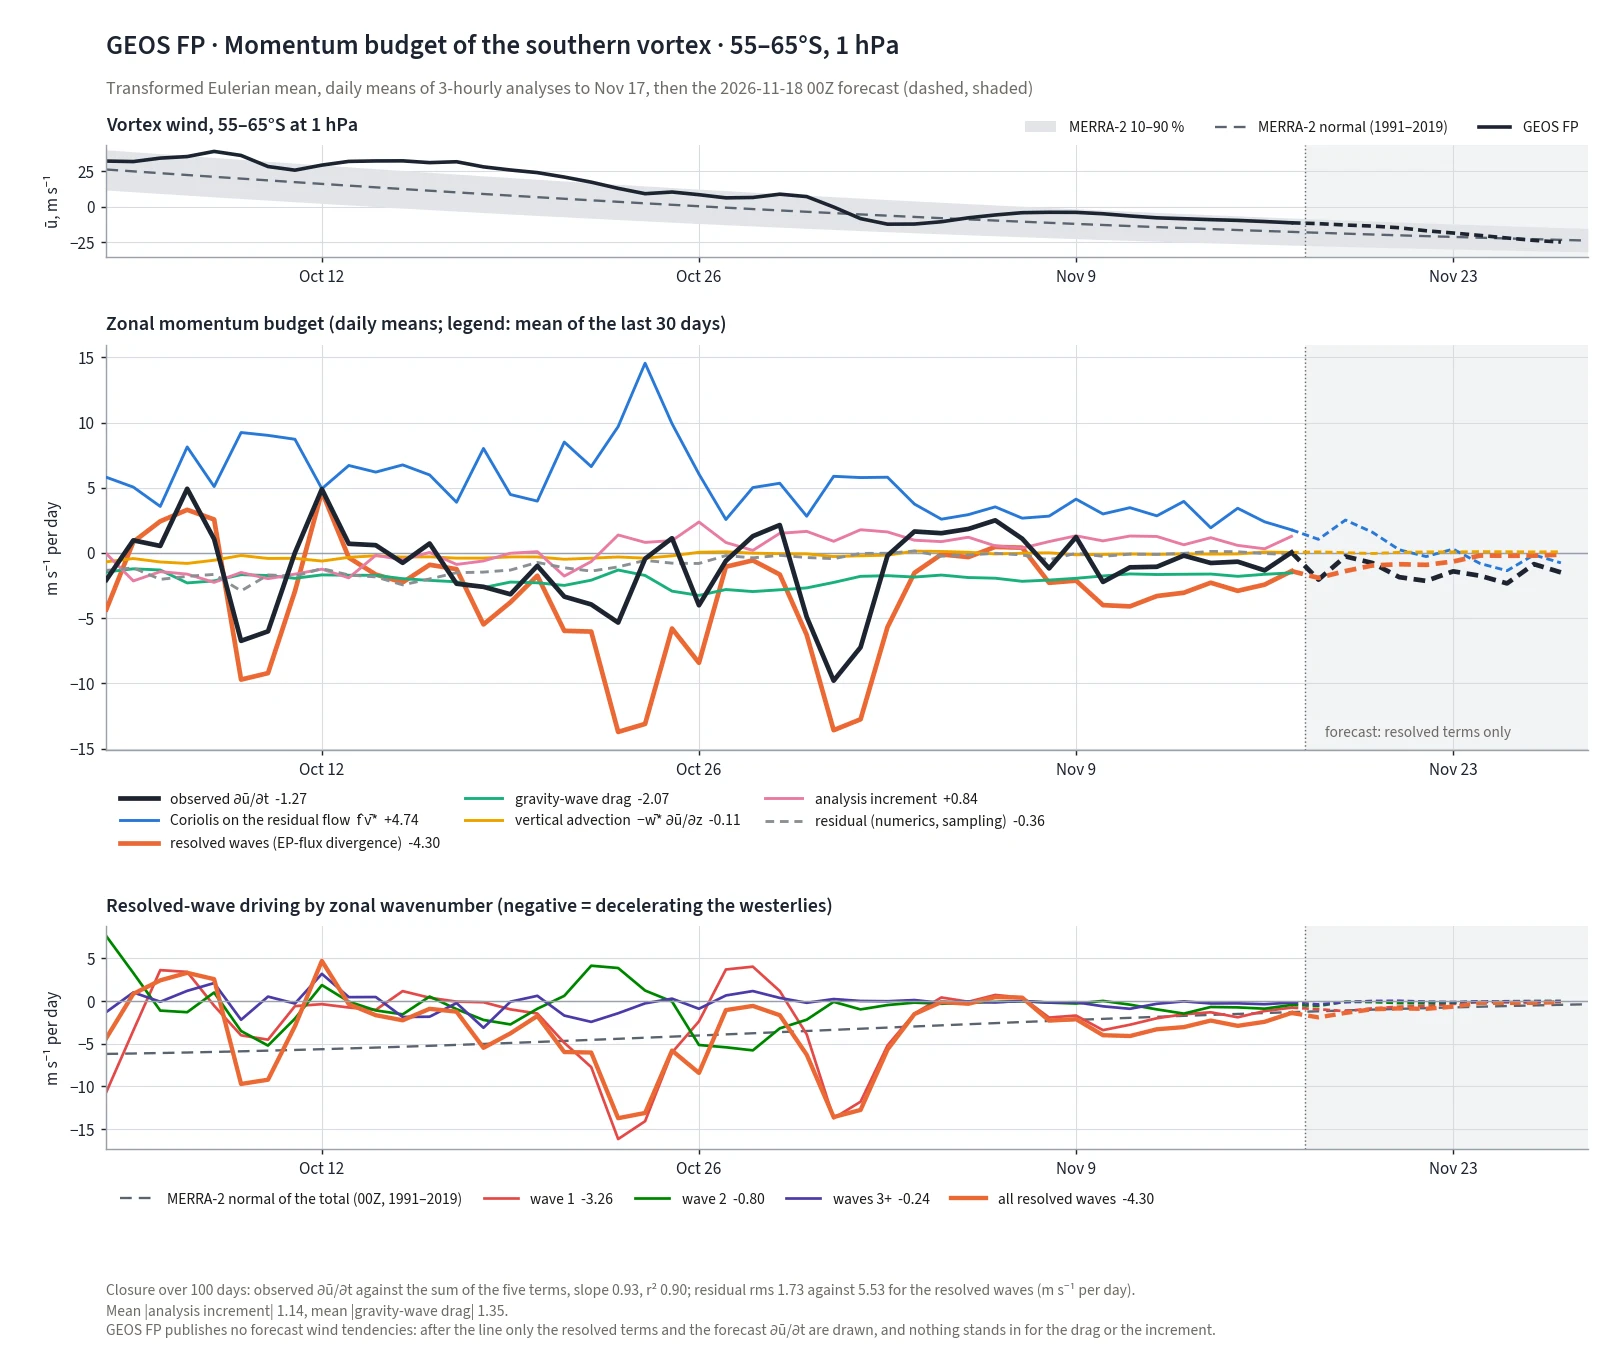 GEOS FP · Momentum budget of the southern vortex · 55–65°S, 1 hPa
Transformed Eulerian mean, daily means of 3-hourly analyses to Nov 17, then the 2026-11-18 00Z forecast (dashed, shaded)
Vortex wind, 55–65°S at 1 hPa
MERRA-2 10–90 %
MERRA-2 normal (1991–2019)
GEOS FP
ū, m s⁻¹
25
0
−25
Oct 12
Oct 26
Nov 9
Nov 23
Zonal momentum budget (daily means; legend: mean of the last 30 days)
m s⁻¹ per day
15
10
5
0
−5
−10
−15
forecast: resolved terms only
Oct 12
Oct 26
Nov 9
Nov 23
observed ∂ū/∂t -1.27
Coriolis on the residual flow f v̄* +4.74
resolved waves (EP-flux divergence) -4.30
gravity-wave drag -2.07
vertical advection −w̄* ∂ū/∂z -0.11
analysis increment +0.84
residual (numerics, sampling) -0.36
Resolved-wave driving by zonal wavenumber (negative = decelerating the westerlies)
m s⁻¹ per day
5
0
−5
−10
−15
Oct 12
Oct 26
Nov 9
Nov 23
MERRA-2 normal of the total (00Z, 1991–2019)
wave 1 -3.26
wave 2 -0.80
waves 3+ -0.24
all resolved waves -4.30
Closure over 100 days: observed ∂ū/∂t against the sum of the five terms, slope 0.93, r² 0.90; residual rms 1.73 against 5.53 for the resolved waves (m s⁻¹ per day).
Mean |analysis increment| 1.14, mean |gravity-wave drag| 1.35.
GEOS FP publishes no forecast wind tendencies: after the line only the resolved terms and the forecast ∂ū/∂t are drawn, and nothing stands in for the drag or the increment.